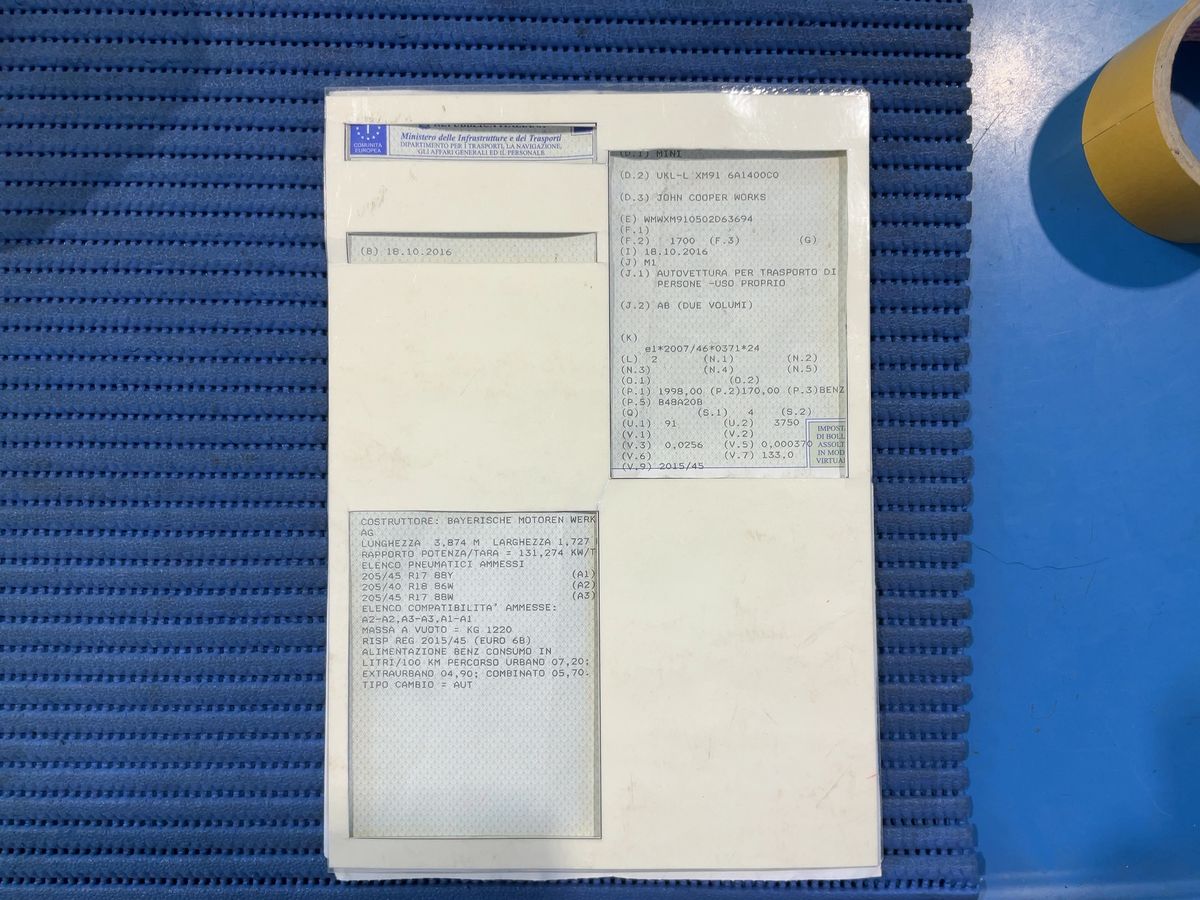 COMUNITA
EUROPEA
Ministero delle Infrastrutture e dei Trasporti
DIPARTIMENTO PER I TRASPORTI, LA NAVIGAZIONE,
GLI AFFARI GENERALI ED IL PERSONALE
(B) 18.10.2016
(D.1) MINI
(D.2) UKL-L XM91 6A1400C0
(D.3) JOHN COOPER WORKS
(E) WMWXM910502D63694
(F.1)
(F.2) 1700 (F.3) (G)
(I) 18.10.2016
(J) M1
(J.1) AUTOVETTURA PER TRASPORTO DI
PERSONE -USO PROPRIO
(J.2) AB (DUE VOLUMI)
(K)
e1*2007/46*0371*24
(L) 2 (N.1) (N.2)
(N.3) (N.4) (N.5)
(O.1) (O.2)
(P.1) 1998,00 (P.2)170,00 (P.3)BENZ
(P.5) B48A20B
(Q) (S.1) 4 (S.2)
(U.1) 91 (U.2) 3750
(V.1) (V.2)
(V.3) 0,0256 (V.5) 0,000370
(V.6) (V.7) 133,0
(V.9) 2015/45
IMPOST
DI BOLL
ASSOLT
IN MOD
VIRTUA
COSTRUTTORE: BAYERISCHE MOTOREN WERK
AG
LUNGHEZZA 3,874 M LARGHEZZA 1,727
RAPPORTO POTENZA/TARA = 131,274 KW/T
ELENCO PNEUMATICI AMMESSI
205/45 R17 88Y (A1)
205/40 R18 86W (A2)
205/45 R17 88W (A3)
ELENCO COMPATIBILITA' AMMESSE:
A2-A2,A3-A3,A1-A1
MASSA A VUOTO = KG 1220
RISP REG 2015/45 (EURO 6B)
ALIMENTAZIONE BENZ CONSUMO IN
LITRI/100 KM PERCORSO URBANO 07,20;
EXTRAURBANO 04,90; COMBINATO 05,70.
TIPO CAMBIO = AUT